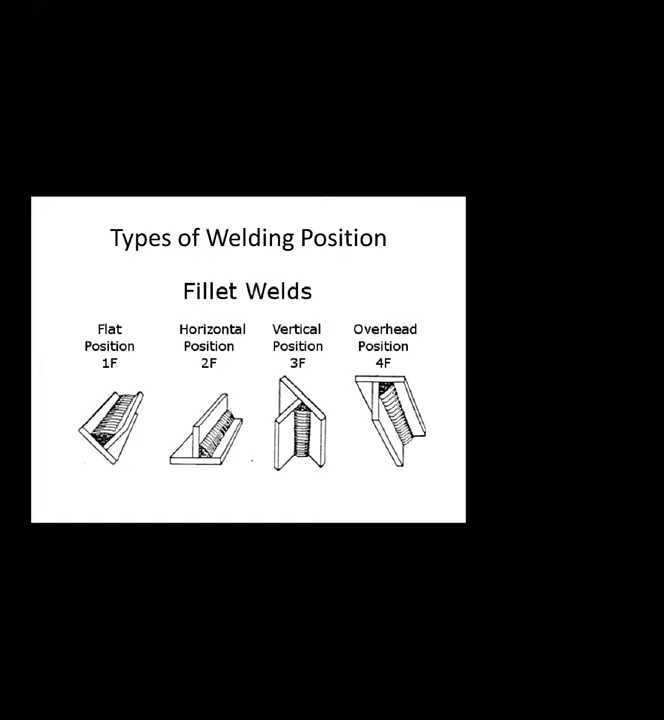 Types of Welding Position
Fillet Welds
Flat Position 1F
Horizontal Position 2F
Vertical Position 3F
Overhead Position 4F